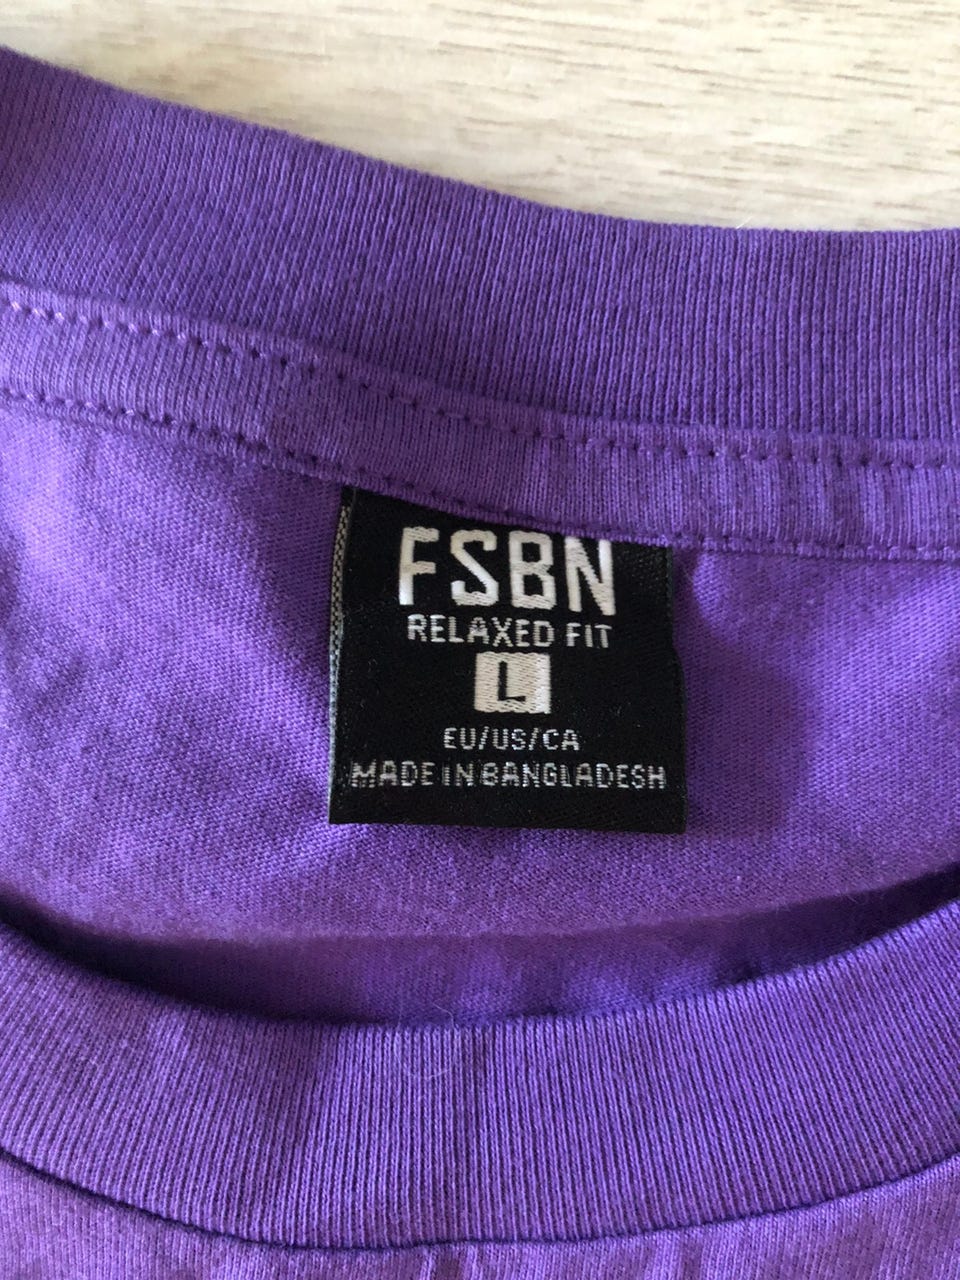 FSBN
RELAXED FIT
L
EU/US/CA
MADE IN BANGLADESH